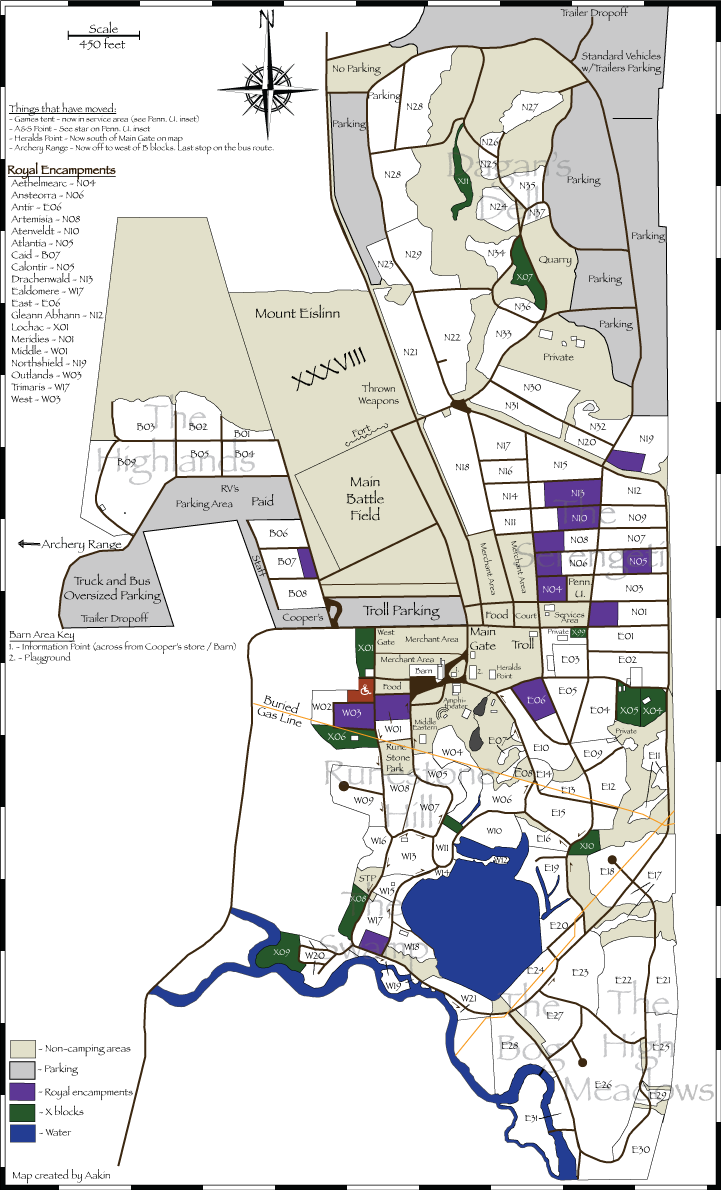 Scale
450 feet
N
Trailer Dropoff
Standard Vehicles
w/Trailers Parking
No Parking
Parking
N28
N27
Parking
N26
N25
Dagan's
Dell
X11
N28
N35
Parking
N24
N37
Parking
N23
N29
N34
Quarry
X07
Parking
N36
Things that have moved:
- Games tent - now in service area (see Penn. U. inset)
- A&S Point - See star on Penn. U. inset
- Heralds Point - Now south of Main Gate on map
- Archery Range - Now off to west of B blocks. Last stop on the bus route.
Royal Encampments
Aethelmearc - N04
Ansteorra - N06
Antir - E06
Artemisia - N08
Atenveldt - N10
Atlantia - N05
Caid - B07
Calontir - N05
Drachenwald - N13
Ealdomere - W17
East - E06
Gleann Abhann - N12
Lochac - X01
Meridies - N01
Middle - W01
Northshield - N19
Outlands - W03
Trimaris - W17
West - W03
Mount Eislinn
XXXVIII
Thrown
Weapons
Fort
N21
N22
N33
Parking
Private
N30
N31
N32
N20
N19
The
Highlands
B03
B02
B01
B09
B05
B04
RV's
Parking Area
Paid
Main
Battle
Field
N18
N17
N16
N15
N14
N13
N12
N11
N10
N09
The
Serengeti
N08
N07
N06
N05
N04
Penn.
U.
N03
N01
Merchant Area
Merchant Area
Archery Range
B06
B07
B08
Staff
Truck and Bus
Oversized Parking
Trailer Dropoff
Cooper's
Troll Parking
Food
Court
Services
Area
Barn Area Key
1. - Information Point (across from Cooper's store / Barn)
2. - Playground
X01
West
Gate
Merchant Area
Main
Gate
Troll
Private
X99
E01
Merchant Area
Barn
1.
2.
Heralds
Point
E03
E02
Food
Buried
Gas Line
W02
W03
W01
X06
Amphi-
theater
Middle
Eastern
E06
E05
E04
X05
X04
Private
Rune
Stone
Park
W04
E07
E10
E09
E11
Runestone
Hill
W05
E08
E14
E13
E12
W09
W08
W07
W06
E15
W16
W13
W11
W10
E16
X10
W12
W14
E19
E18
E17
STP
X08
W15
The
Swamp
W17
W18
E20
X09
W20
W19
W21
E24
E23
E22
E21
The
Bog
E28
E27
The
High
Meadows
E25
E26
E29
E31
E30
- Non-camping areas
- Parking
- Royal encampments
- X blocks
- Water
Map created by Aakin